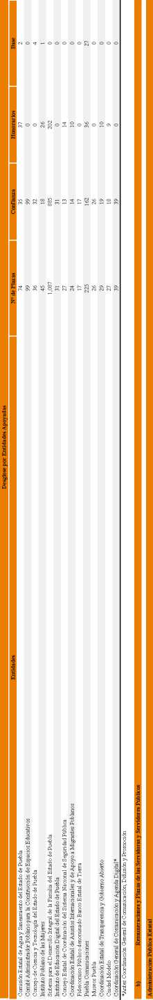 Desglose por Entidades Apoyadas
Entidades N° de Plazas Confianza Honorarios Base
Comisión Estatal de Agua y Saneamiento del Estado de Puebla 74 35 37 2
Comité Administrador Poblano para la Construcción de Espacios Educativos 99 99 0 0
Consejo de Ciencia y Tecnología del Estado de Puebla 36 32 0 4
Instituto Poblano de las Mujeres 45 18 26 1
Sistema para el Desarrollo Integral de la Familia del Estado de Puebla 1,087 885 202 0
Instituto de Educación Digital del Estado de Puebla 31 31 0 0
Consejo Estatal de Coordinación del Sistema Nacional de Seguridad Pública 27 13 14 0
Coordinación Estatal de Asuntos Internacionales y de Apoyo a Migrantes Poblanos 24 14 10 0
Fideicomiso Público denominado Banco Estatal de Tierra 17 17 0 0
Puebla Comunicaciones 225 162 36 27
Museos Puebla 26 26 0 0
Coordinación Estatal de Transparencia y Gobierno Abierto 29 19 10 0
Ciudad Modelo 27 18 9 0
Coordinación General de Comunicación y Agenda Digital* 39 39 0 0
*Antes Coordinación General de Comunicación, Difusión y Promoción
b) Remuneraciones y Plazas de las Servidoras y Servidores Públicos
Administración Pública Estatal